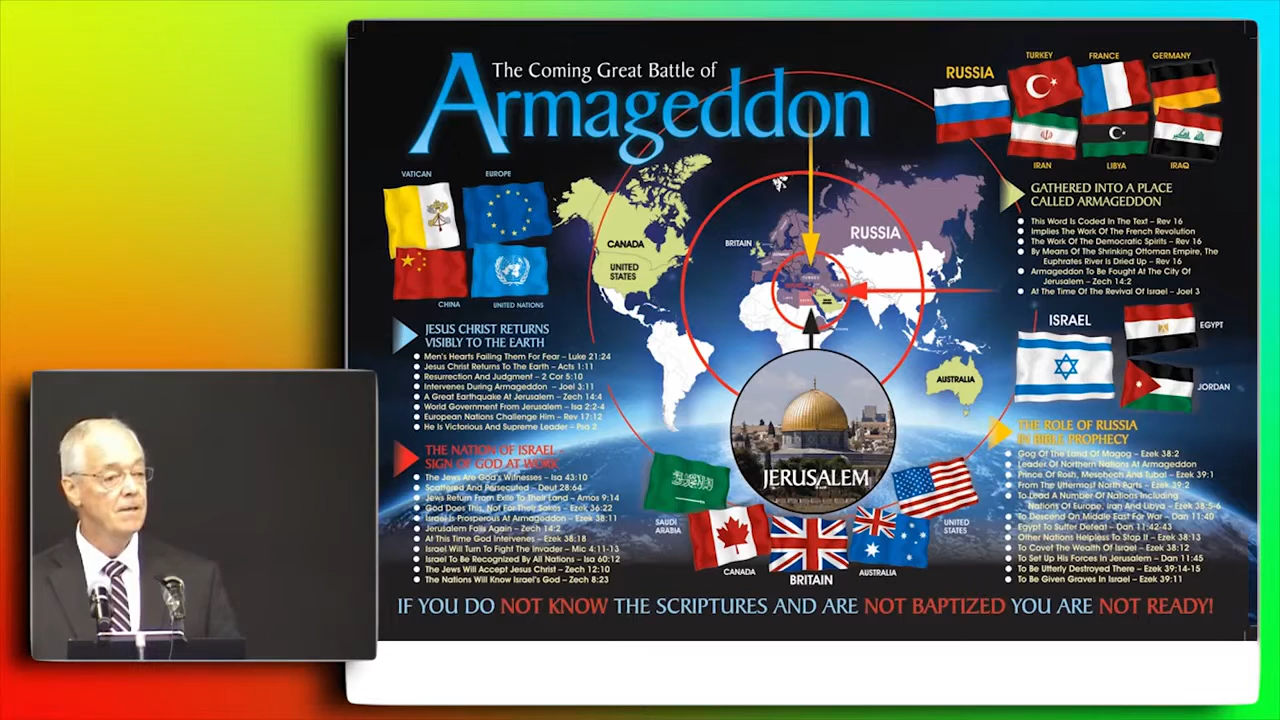 The Coming Great Battle of
Armageddon
RUSSIA
TURKEY
FRANCE
GERMANY
IRAN
LIBYA
IRAQ
VATICAN
EUROPE
CHINA
UNITED NATIONS
GATHERED INTO A PLACE
CALLED ARMAGEDDON
This Word Is Coded In The Text – Rev 16
Implies The Work Of The French Revolution
The Work Of The Democratic Spirits – Rev 16
By Means Of The Shrinking Ottoman Empire, The
Euphrates River Is Dried Up – Rev 16
Armageddon To Be Fought At The City Of
Jerusalem – Zech 14:2
At The Time Of The Revival Of Israel – Joel 3
CANADA
UNITED
STATES
BRITAIN
RUSSIA
TURKEY
AUSTRALIA
JESUS CHRIST RETURNS
VISIBLY TO THE EARTH
Men's Hearts Failing Them For Fear – Luke 21:24
Jesus Christ Returns To The Earth – Acts 1:11
Resurrection And Judgment – 2 Cor 5:10
Intervenes During Armageddon – Joel 3:11
A Great Earthquake At Jerusalem – Zech 14:4
World Government From Jerusalem – Isa 2:2-4
European Nations Challenge Him – Rev 17:12
He Is Victorious And Supreme Leader – Psa 2
ISRAEL
EGYPT
JORDAN
THE NATION OF ISRAEL -
SIGN OF GOD AT WORK
The Jews Are God's Witnesses – Isa 43:10
Scattered And Persecuted – Deut 28:64
Jews Return From Exile To Their Land – Amos 9:14
God Does This, Not For Their Sakes – Ezek 36:22
Israel Is Prosperous At Armageddon – Ezek 38:11
Jerusalem Falls Again – Zech 14:2
At This Time God Intervenes – Ezek 38:18
Israel Will Turn To Fight The Invader – Mic 4:11-13
Israel To Be Recognized By All Nations – Isa 60:12
The Jews Will Accept Jesus Christ – Zech 12:10
The Nations Will Know Israel's God – Zech 8:23
THE ROLE OF RUSSIA
IN BIBLE PROPHECY
Gog Of The Land Of Magog – Ezek 38:2
Leader Of Northern Nations At Armageddon
Prince Of Rosh, Meshech And Tubal – Ezek 39:1
From The Uttermost North Parts – Ezek 39:2
To Lead A Number Of Nations Including
Nations Of Europe, Iran And Libya – Ezek 38:5-6
To Descend On Middle East For War – Dan 11:40
Egypt To Suffer Defeat – Dan 11:42-43
Other Nations Helpless To Stop It – Ezek 38:13
To Covet The Wealth Of Israel – Ezek 38:12
To Set Up His Forces In Jerusalem – Dan 11:45
To Be Utterly Destroyed There – Ezek 39:14-15
To Be Given Graves In Israel – Ezek 39:11
JERUSALEM
SAUDI
ARABIA
CANADA
BRITAIN
AUSTRALIA
UNITED
STATES
IF YOU DO NOT KNOW THE SCRIPTURES AND ARE NOT BAPTIZED YOU ARE NOT READY!